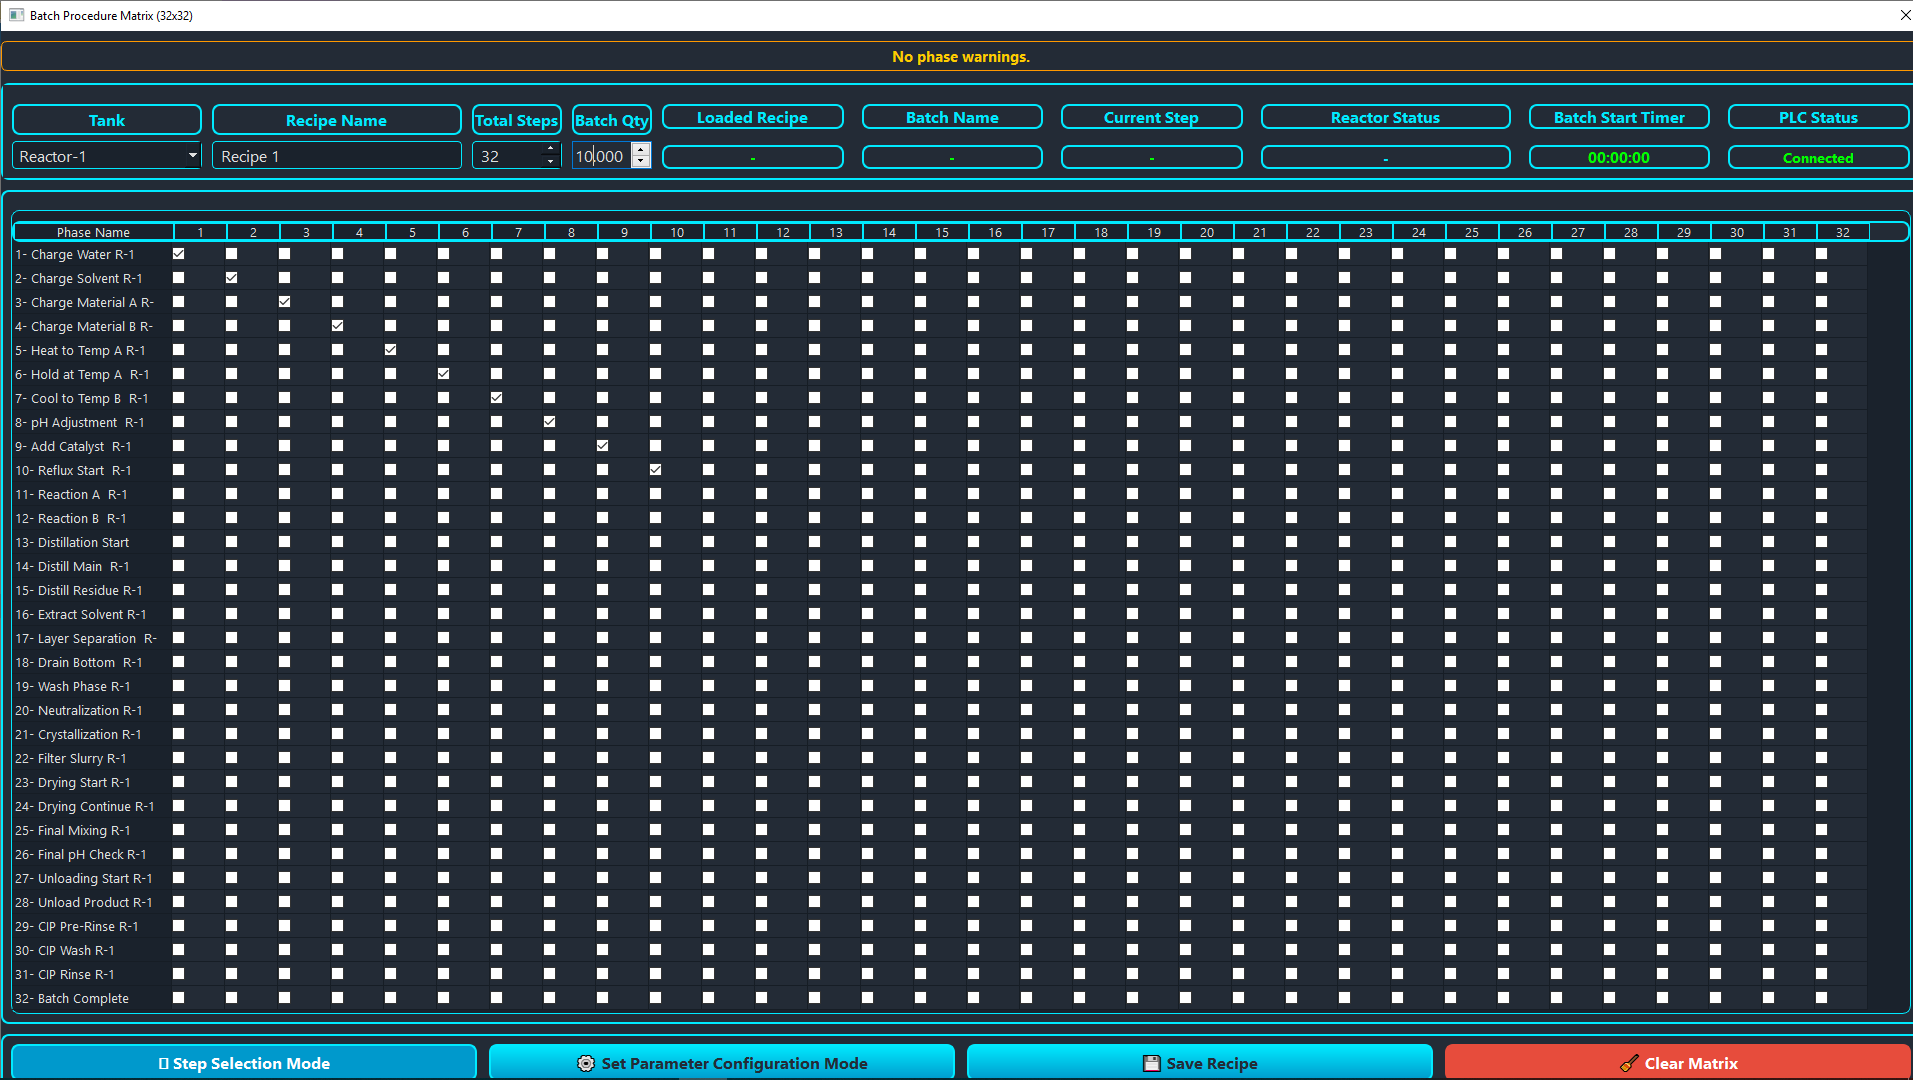 Batch Procedure Matrix (32x32)
No phase warnings.
Tank Recipe Name Total Steps Batch Qty Loaded Recipe Batch Name Current Step Reactor Status Batch Start Timer PLC Status
Reactor-1 Recipe 1 32 10,000 - - - - 00:00:00 Connected
Phase Name 1 2 3 4 5 6 7 8 9 10 11 12 13 14 15 16 17 18 19 20 21 22 23 24 25 26 27 28 29 30 31 32
1- Charge Water R-1
2- Charge Solvent R-1
3- Charge Material A R-
4- Charge Material B R-
5- Heat to Temp A R-1
6- Hold at Temp A R-1
7- Cool to Temp B R-1
8- pH Adjustment R-1
9- Add Catalyst R-1
10- Reflux Start R-1
11- Reaction A R-1
12- Reaction B R-1
13- Distillation Start
14- Distill Main R-1
15- Distill Residue R-1
16- Extract Solvent R-1
17- Layer Separation R-
18- Drain Bottom R-1
19- Wash Phase R-1
20- Neutralization R-1
21- Crystallization R-1
22- Filter Slurry R-1
23- Drying Start R-1
24- Drying Continue R-1
25- Final Mixing R-1
26- Final pH Check R-1
27- Unloading Start R-1
28- Unload Product R-1
29- CIP Pre-Rinse R-1
30- CIP Wash R-1
31- CIP Rinse R-1
32- Batch Complete
Step Selection Mode Set Parameter Configuration Mode Save Recipe Clear Matrix